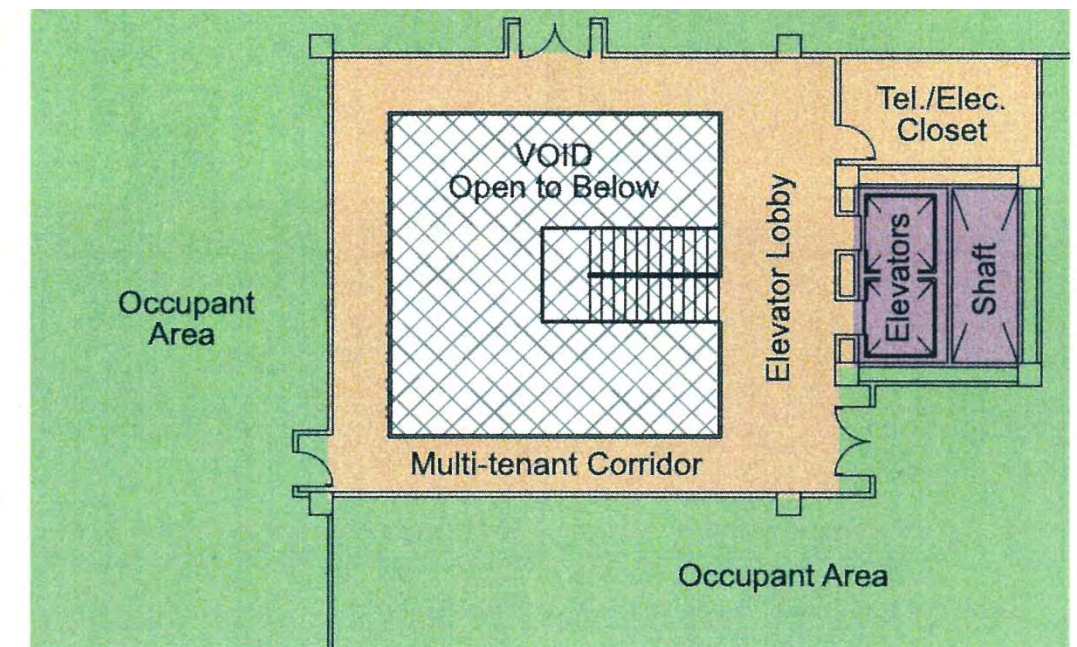 Tel./Elec.
Closet
VOID
Open to Below
Elevator Lobby
Elevators
Shaft
Occupant
Area
Multi-tenant Corridor
Occupant Area